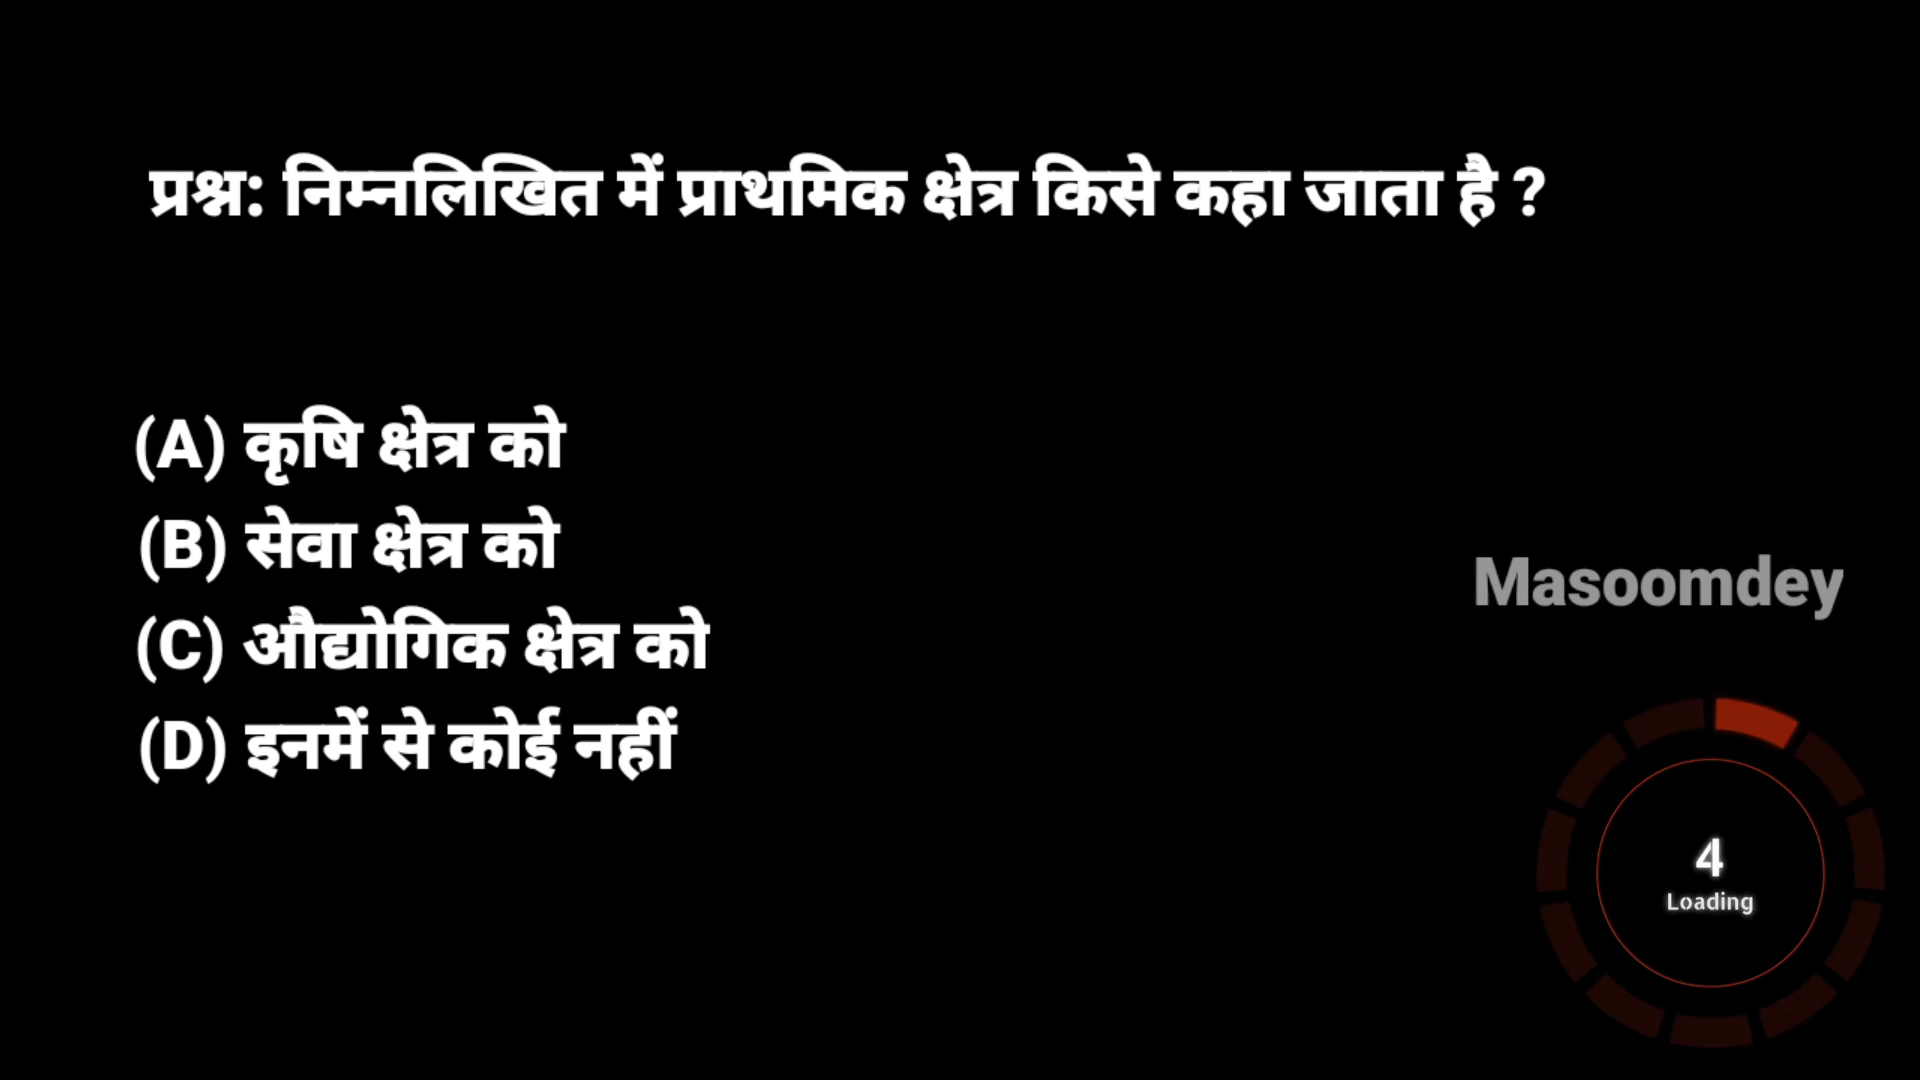 प्रश्न: निम्नलिखित में प्राथमिक क्षेत्र किसे कहा जाता है ?
(A) कृषि क्षेत्र को
(B) सेवा क्षेत्र को
(C) औद्योगिक क्षेत्र को
(D) इनमें से कोई नहीं
Masoomdey
4
Loading